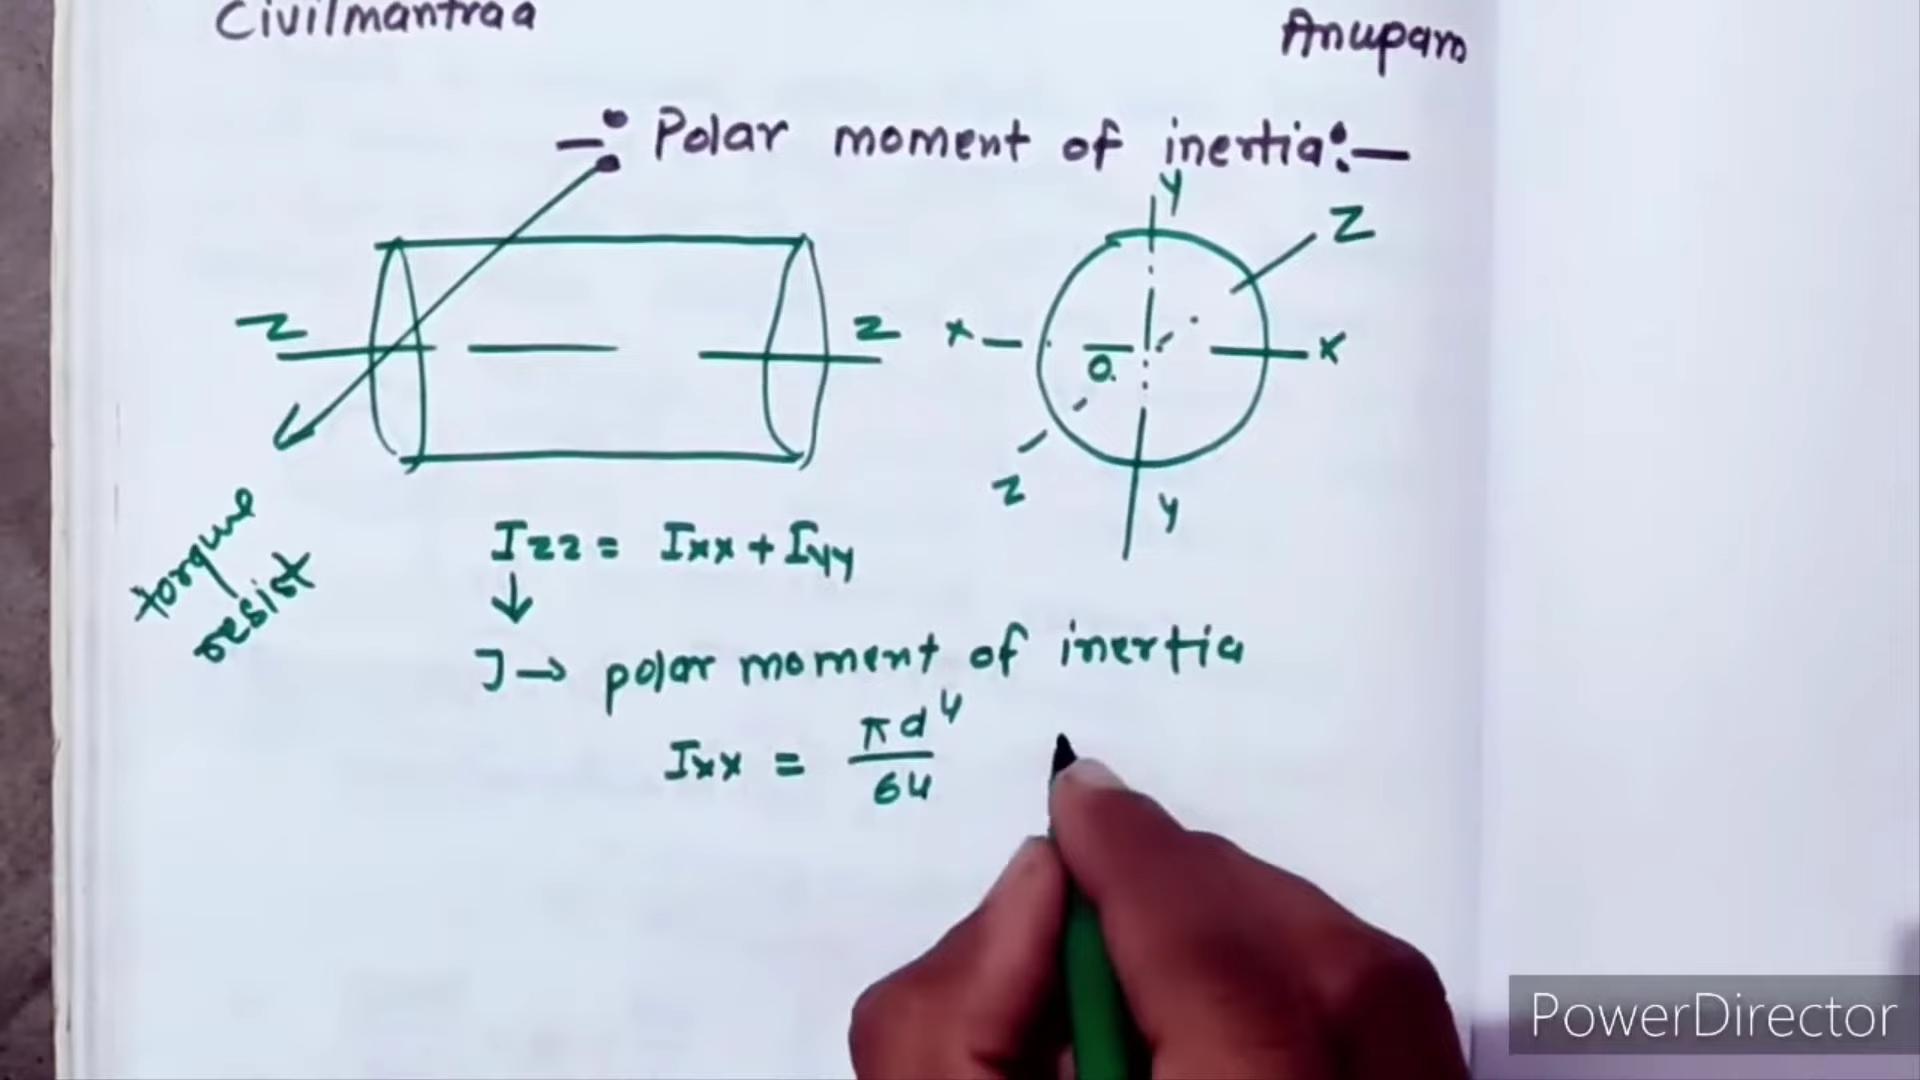 Civilmantraa
Anupam
-: Polar moment of inertia:-
Y
Z
Z
Z
x
O
x
Z
Y
torque
resist
Izz = Ixx + Iyy
↓
J → polar moment of inertia
Ixx = πd⁴/64
PowerDirector